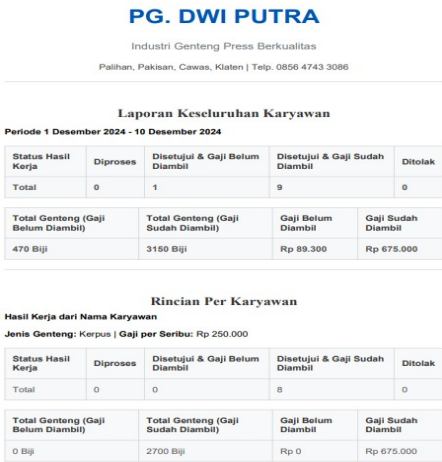 PG. DWI PUTRA
Industri Genteng Press Berkualitas
Palihan, Pakisan, Cawas, Klaten | Telp. 0856 4743 3086
Laporan Keseluruhan Karyawan
Periode 1 Desember 2024 - 10 Desember 2024
Status Hasil Kerja Diproses Disetujui & Gaji Belum Diambil Disetujui & Gaji Sudah Diambil Ditolak
Total 0 1 9 0
Total Genteng (Gaji Belum Diambil) Total Genteng (Gaji Sudah Diambil) Gaji Belum Diambil Gaji Sudah Diambil
470 Biji 3150 Biji Rp 89.300 Rp 675.000
Rincian Per Karyawan
Hasil Kerja dari Nama Karyawan
Jenis Genteng: Kerpus | Gaji per Seribu: Rp 250.000
Status Hasil Kerja Diproses Disetujui & Gaji Belum Diambil Disetujui & Gaji Sudah Diambil Ditolak
Total 0 0 8 0
Total Genteng (Gaji Belum Diambil) Total Genteng (Gaji Sudah Diambil) Gaji Belum Diambil Gaji Sudah Diambil
0 Biji 2700 Biji Rp 0 Rp 675.000